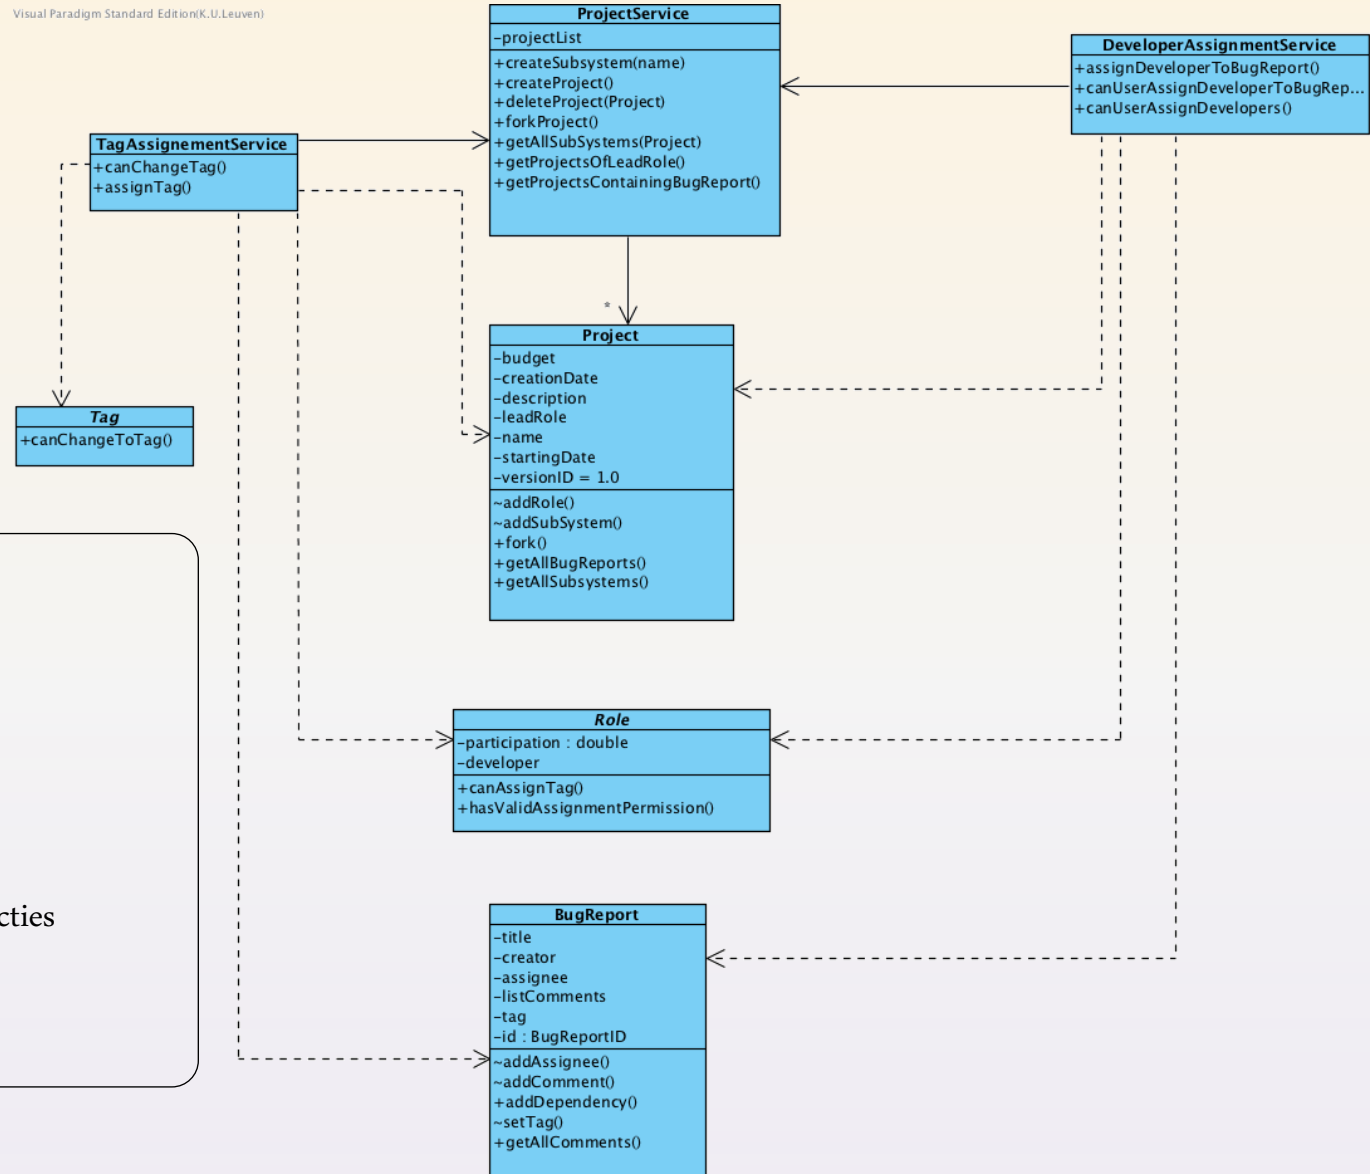 Visual Paradigm Standard Edition(K.U.Leuven)
ProjectService
-projectList
+createSubsystem(name)
+createProject()
+deleteProject(Project)
+forkProject()
+getAllSubSystems(Project)
+getProjectsOfLeadRole()
+getProjectsContainingBugReport()
DeveloperAssignmentService
+assignDeveloperToBugReport()
+canUserAssignDeveloperToBugRep...
+canUserAssignDevelopers()
TagAssignementService
+canChangeTag()
+assignTag()
*
Project
-budget
-creationDate
-description
-leadRole
-name
-startingDate
-versionID = 1.0
~addRole()
~addSubSystem()
+fork()
+getAllBugReports()
+getAllSubsystems()
Tag
+canChangeToTag()
Role
-participation : double
-developer
+canAssignTag()
+hasValidAssignmentPermission()
cties
BugReport
-title
-creator
-assignee
-listComments
-tag
-id : BugReportID
~addAssignee()
~addComment()
+addDependency()
~setTag()
+getAllComments()